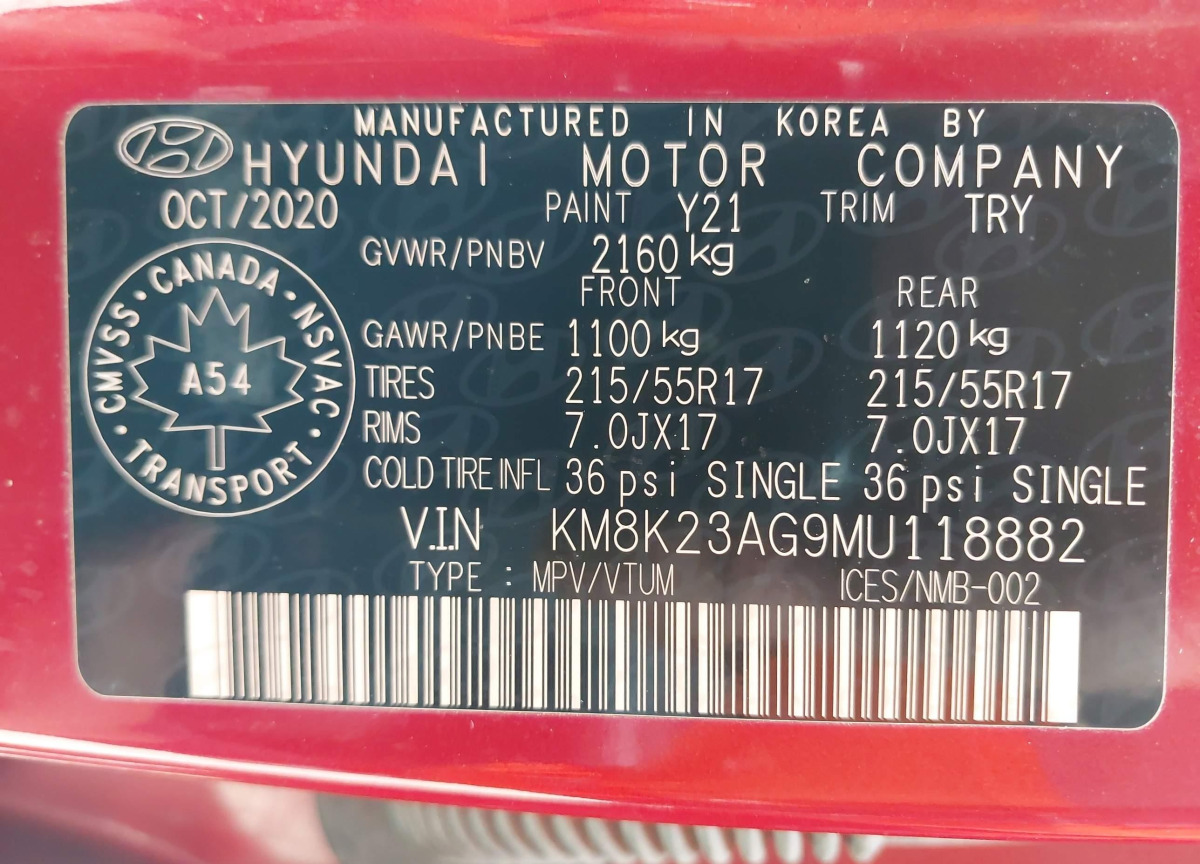 MANUFACTURED IN KOREA BY
HYUNDAI MOTOR COMPANY
OCT/2020 PAINT Y21 TRIM TRY
GVWR/PNBV 2160 kg
FRONT REAR
GAWR/PNBE 1100 kg 1120 kg
TIRES 215/55R17 215/55R17
RIMS 7.0JX17 7.0JX17
COLD TIRE INFL 36 psi SINGLE 36 psi SINGLE
V.I.N KM8K23AG9MU118882
TYPE : MPV/VTUM ICES/NMB-002
CMVSS · CANADA · NSVAC · TRANSPORT ·
A54